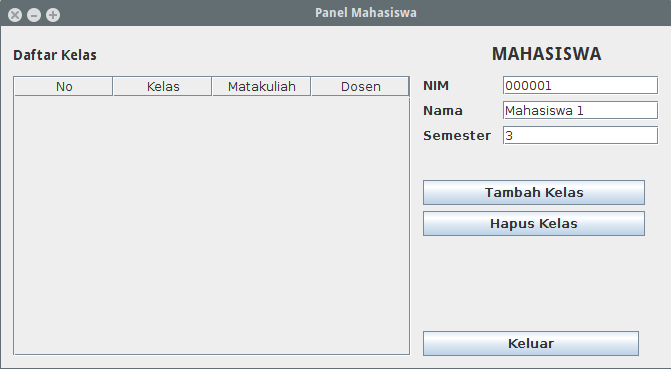 Panel Mahasiswa
Daftar Kelas
No Kelas Matakuliah Dosen
MAHASISWA
NIM 000001
Nama Mahasiswa 1
Semester 3
Tambah Kelas
Hapus Kelas
Keluar